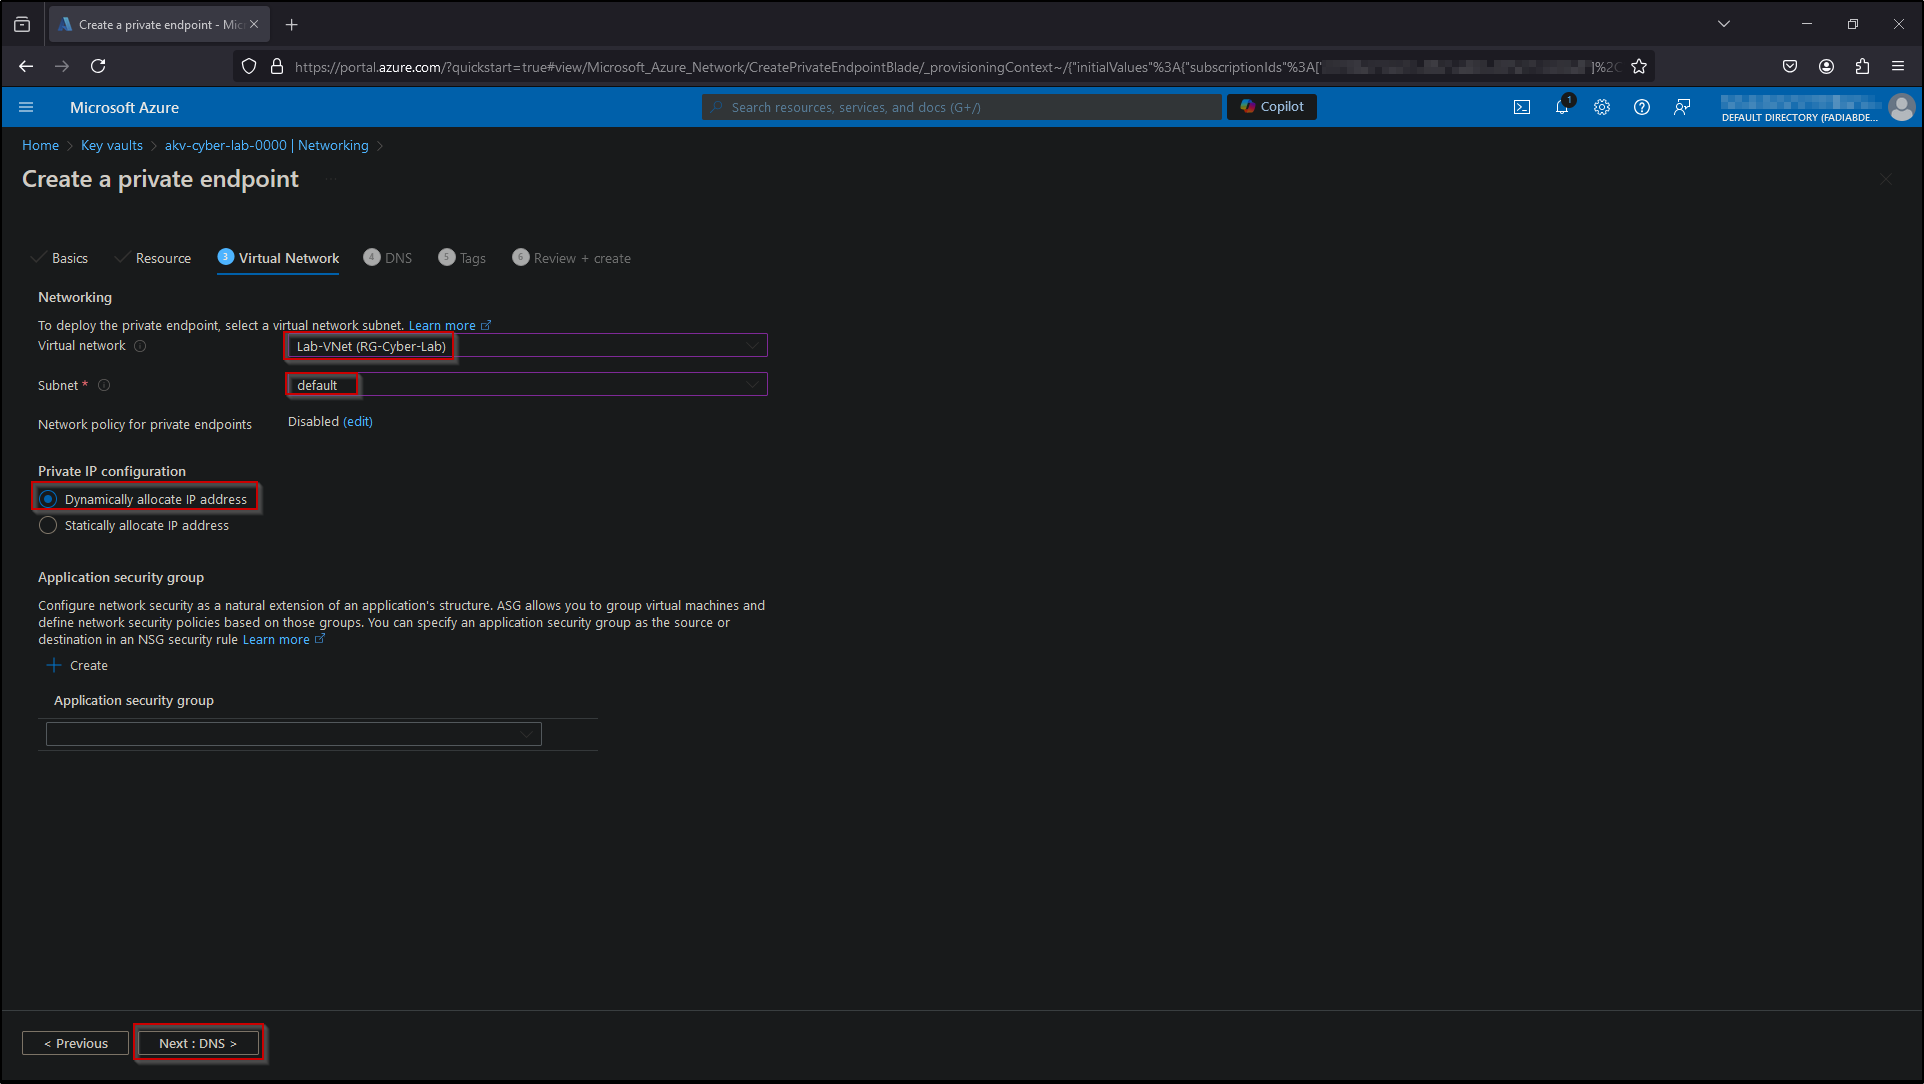 Create a private endpoint - Mic
https://portal.azure.com/?quickstart=true#view/Microsoft_Azure_Network/CreatePrivateEndpointBlade/_provisioningContext~/{"initialValues"%3A{"subscriptionIds"%3A[" ]%2C
Microsoft Azure
Search resources, services, and docs (G+/)
Copilot
1
DEFAULT DIRECTORY (FADIABDE...
Home > Key vaults > akv-cyber-lab-0000 | Networking >
Create a private endpoint ...
Basics
Resource
3 Virtual Network
4 DNS
5 Tags
6 Review + create
Networking
To deploy the private endpoint, select a virtual network subnet. Learn more
Virtual network
Lab-VNet (RG-Cyber-Lab)
Subnet *
default
Network policy for private endpoints
Disabled (edit)
Private IP configuration
Dynamically allocate IP address
Statically allocate IP address
Application security group
Configure network security as a natural extension of an application's structure. ASG allows you to group virtual machines and
define network security policies based on those groups. You can specify an application security group as the source or
destination in an NSG security rule Learn more
+ Create
Application security group
< Previous
Next : DNS >